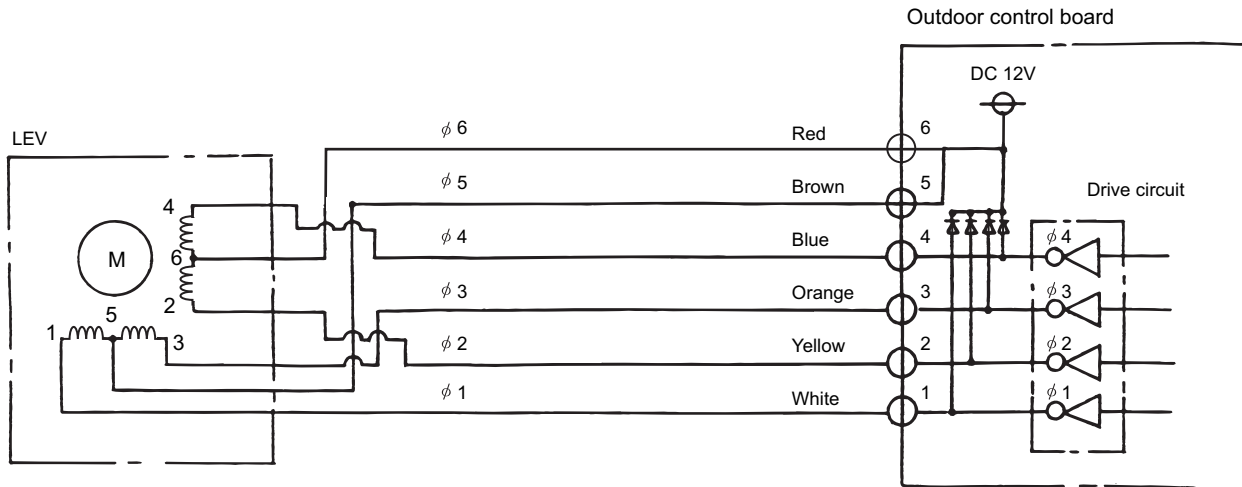 Outdoor control board
DC 12V
LEV
ϕ 6 Red 6
ϕ 5 Brown 5
Drive circuit
4
ϕ 4 Blue 4 ϕ 4
M
6
2
ϕ 3 Orange 3 ϕ 3
1 5 3
ϕ 2 Yellow 2 ϕ 2
ϕ 1 White 1 ϕ 1